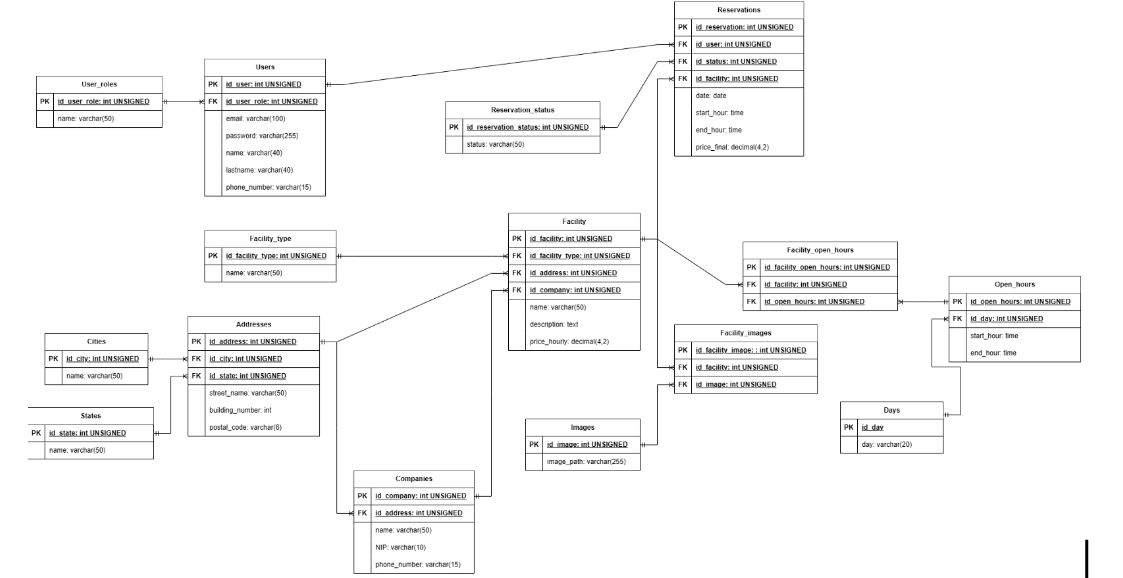 Reservations
PK id_reservation: int UNSIGNED
FK id_user: int UNSIGNED
FK id_status: int UNSIGNED
FK id_facility: int UNSIGNED
date: date
start_hour: time
end_hour: time
price_final: decimal(4,2)
Users
PK id_user: int UNSIGNED
FK id_user_role: int UNSIGNED
email: varchar(100)
password: varchar(255)
name: varchar(40)
lastname: varchar(40)
phone_number: varchar(15)
User_roles
PK id_user_role: int UNSIGNED
name: varchar(50)
Reservation_status
PK id_reservation_status: int UNSIGNED
status: varchar(50)
Facility_type
PK id_facility_type: int UNSIGNED
name: varchar(50)
Facility
PK id_facility: int UNSIGNED
FK id_facility_type: int UNSIGNED
FK id_address: int UNSIGNED
FK id_company: int UNSIGNED
name: varchar(50)
description: text
price_hourly: decimal(4,2)
Facility_open_hours
PK id_facility_open_hours: int UNSIGNED
FK id_facility: int UNSIGNED
FK id_open_hours: int UNSIGNED
Open_hours
PK id_open_hours: int UNSIGNED
FK id_day: int UNSIGNED
start_hour: time
end_hour: time
Addresses
PK id_address: int UNSIGNED
FK id_city: int UNSIGNED
FK id_state: int UNSIGNED
street_name: varchar(50)
building_number: int
postal_code: varchar(6)
Cities
PK id_city: int UNSIGNED
name: varchar(50)
Facility_images
PK id_facility_image: : int UNSIGNED
FK id_facility: int UNSIGNED
FK id_image: int UNSIGNED
States
PK id_state: int UNSIGNED
name: varchar(50)
Images
PK id_image: int UNSIGNED
image_path: varchar(255)
Days
PK id_day
day: varchar(20)
Companies
PK id_company: int UNSIGNED
FK id_address: int UNSIGNED
name: varchar(50)
NIP: varchar(10)
phone_number: varchar(15)